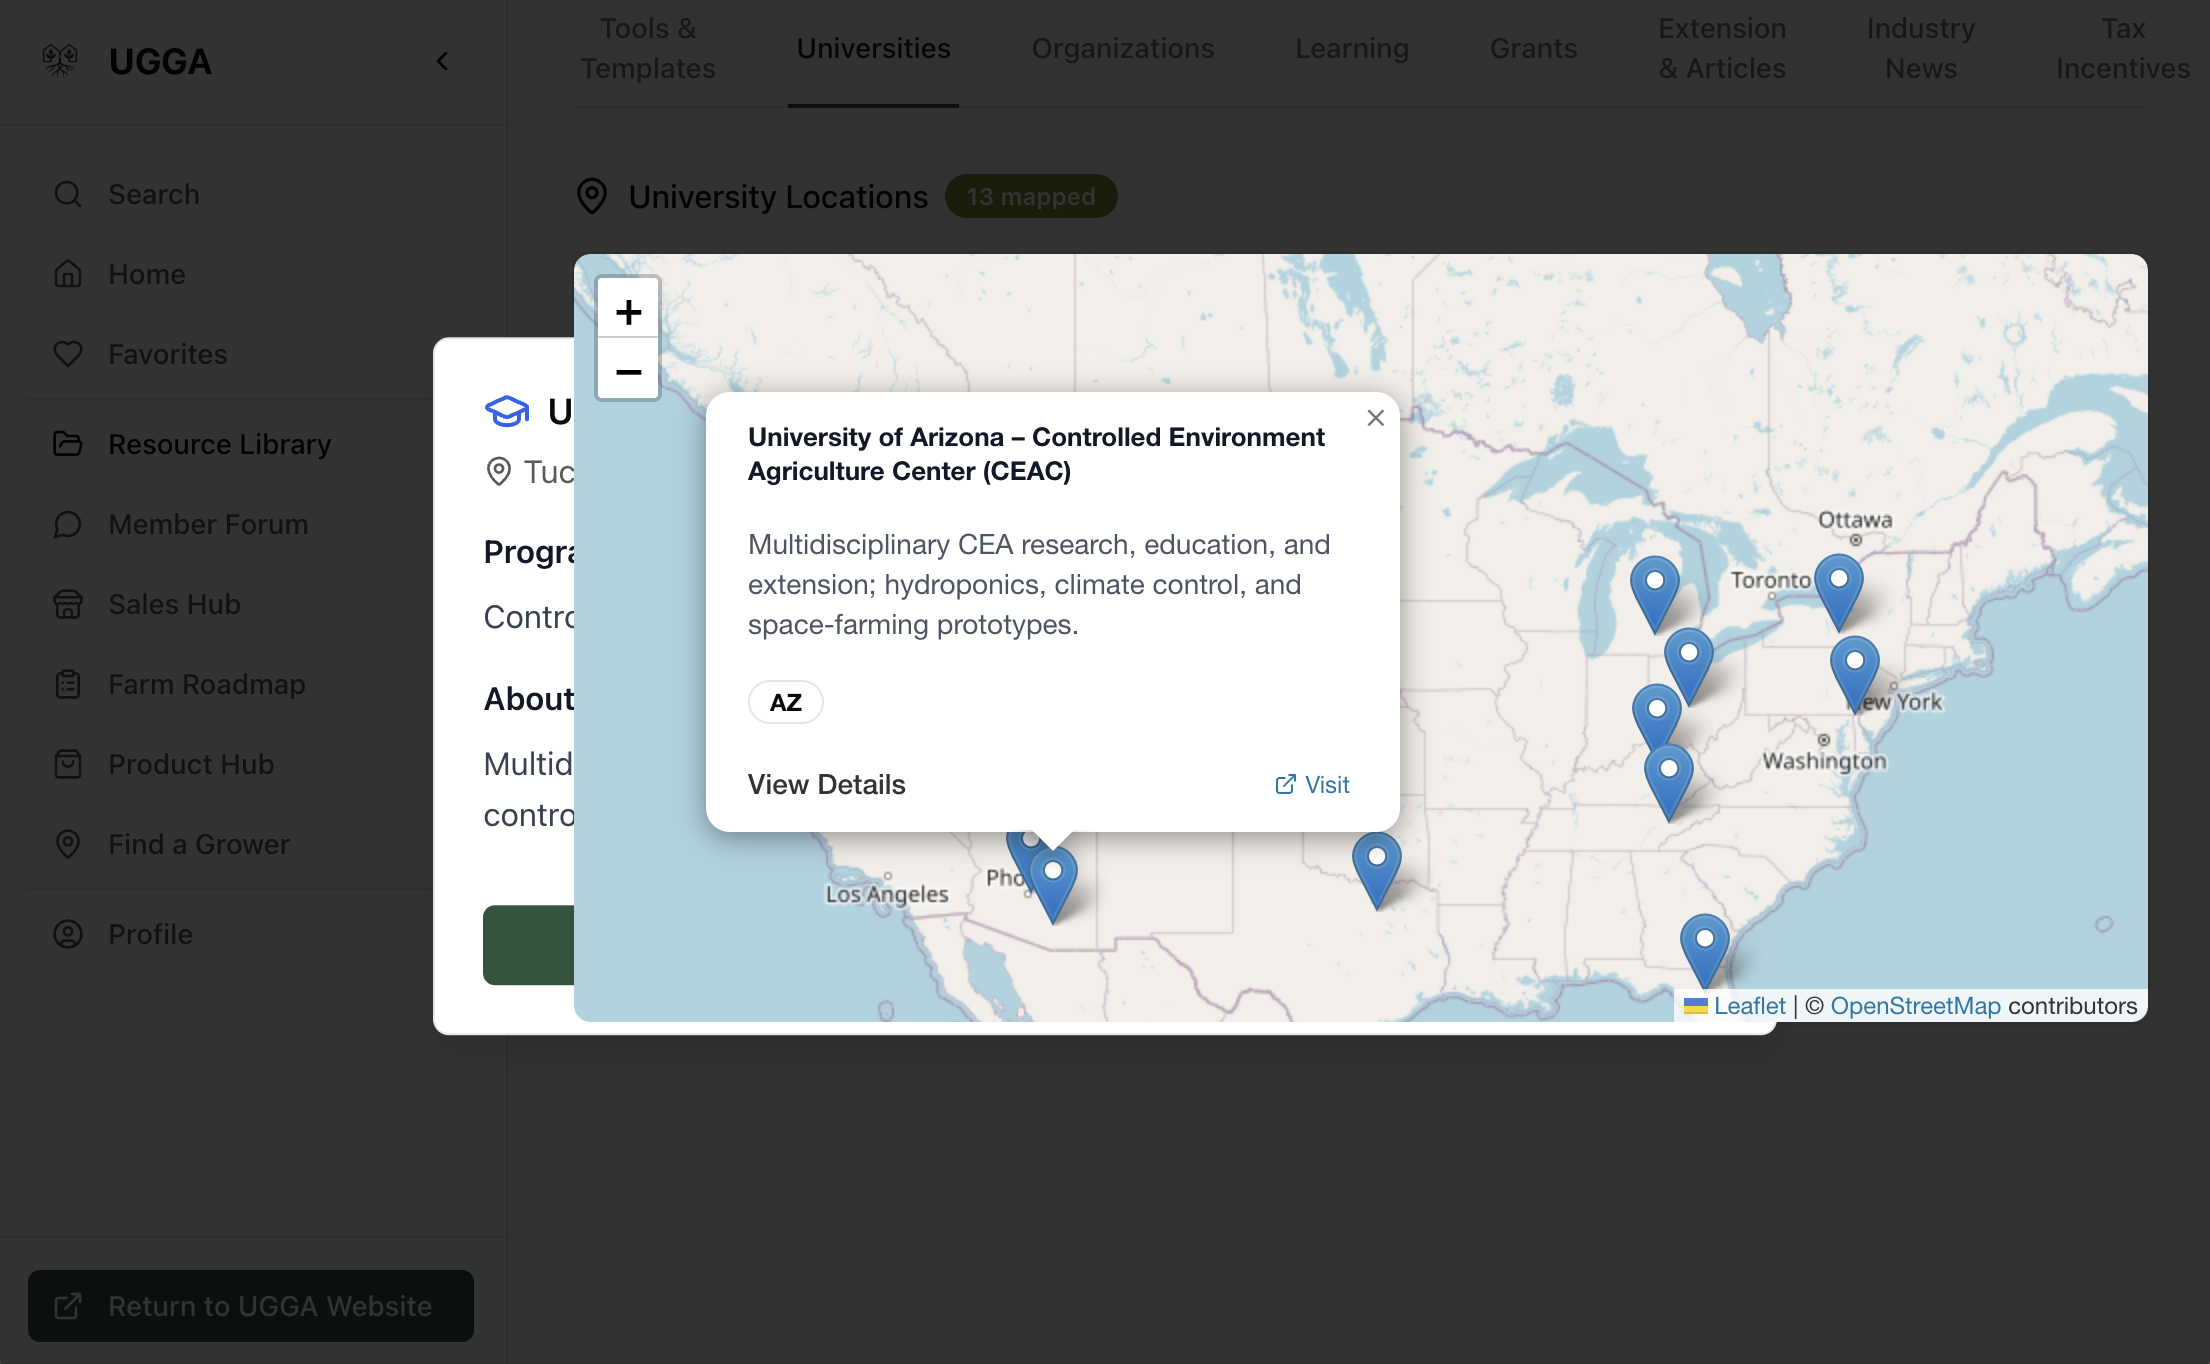 UGGA
Search
Home
Favorites
Resource Library
Member Forum
Sales Hub
Farm Roadmap
Product Hub
Find a Grower
Profile
Return to UGGA Website
Tools &
Templates
Universities
Organizations
Learning
Grants
Extension
& Articles
Industry
News
Tax
Incentives
University Locations
13 mapped
U
Tuc
Progra
Contro
About
Multid
contro
+
−
University of Arizona – Controlled Environment
Agriculture Center (CEAC)
Multidisciplinary CEA research, education, and
extension; hydroponics, climate control, and
space-farming prototypes.
AZ
View Details
Visit
Ottawa
Toronto
New York
Washington
Los Angeles
Pho
Leaflet | © OpenStreetMap contributors